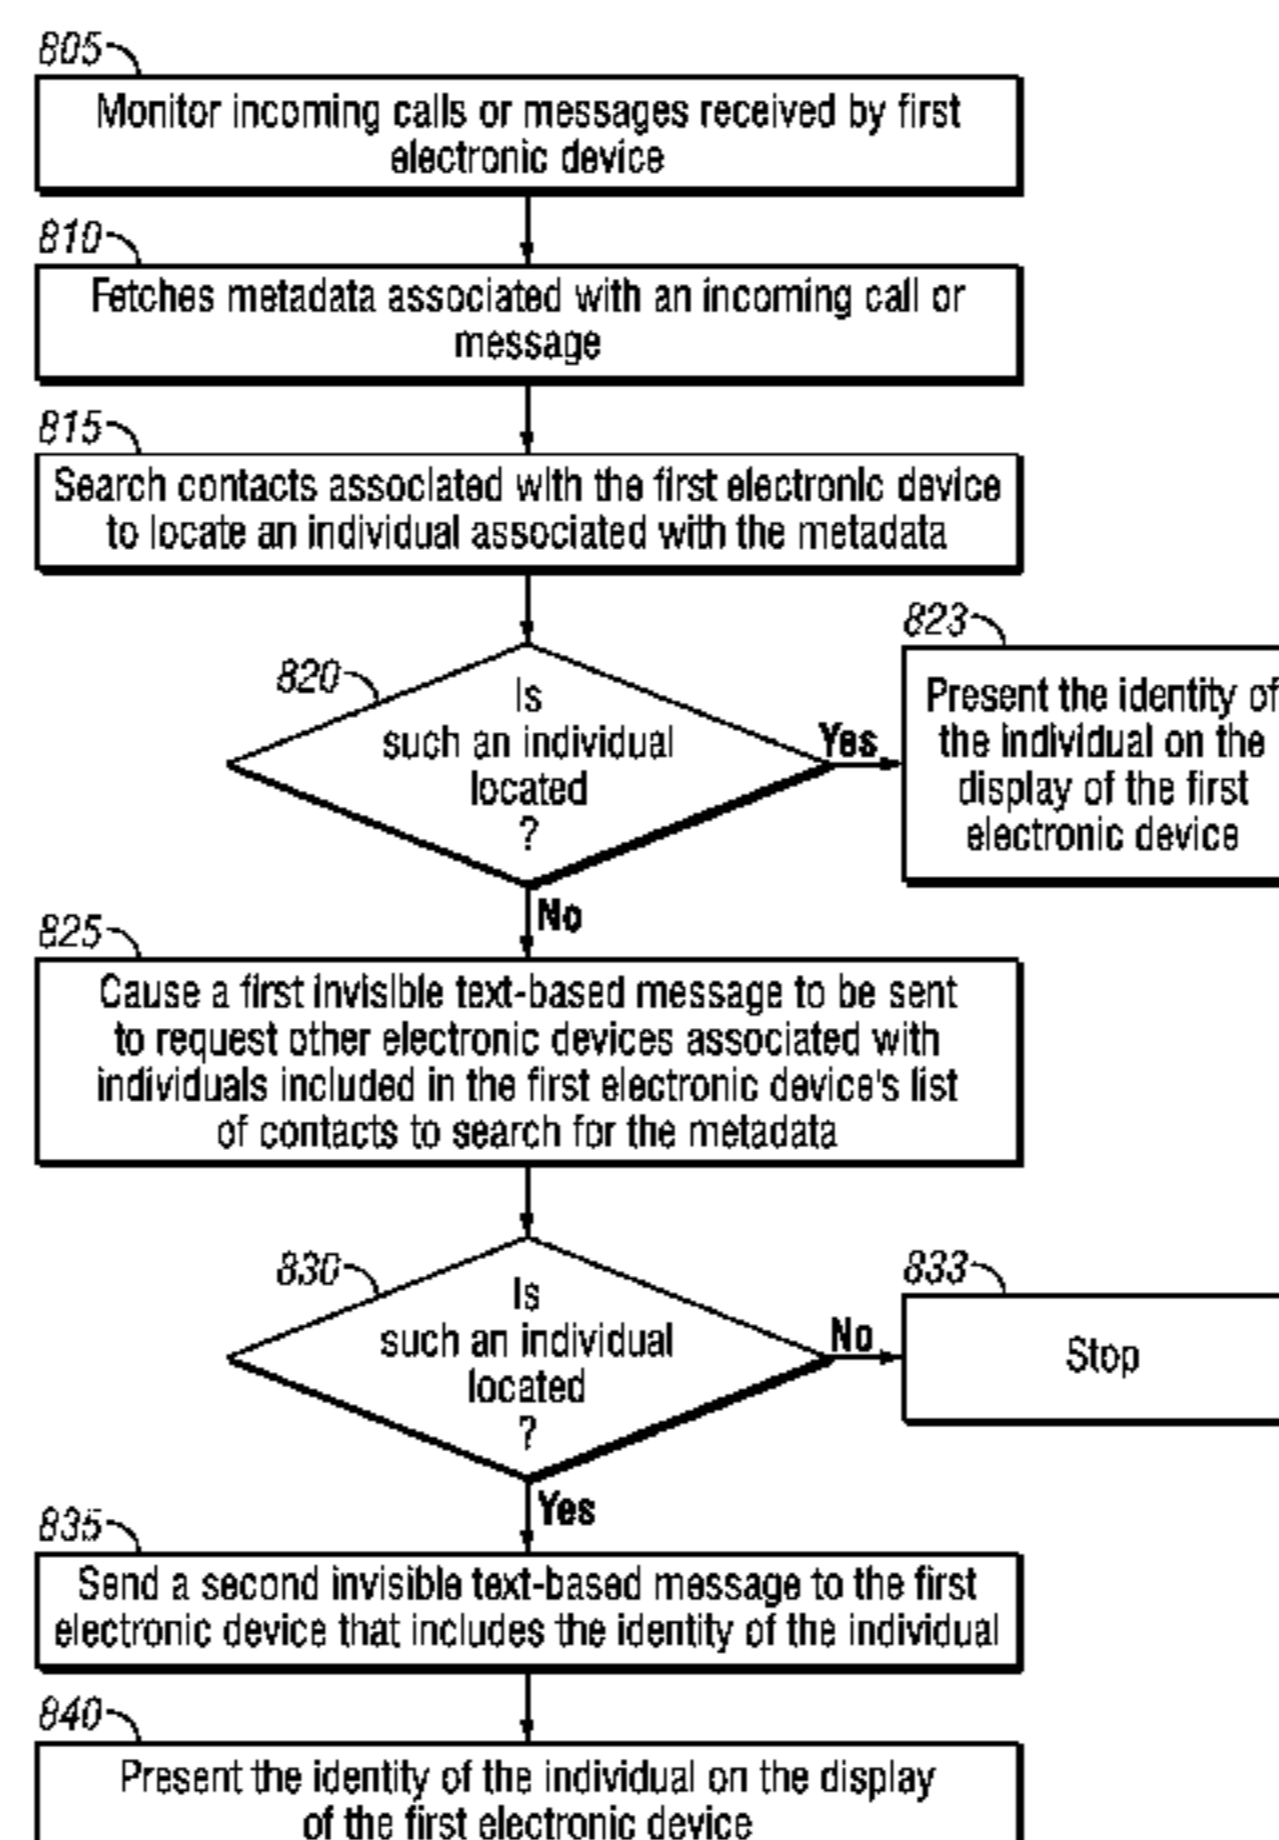 805
Monitor incoming calls or messages received by first
electronic device
810
Fetches metadata associated with an incoming call or
message
815
Search contacts associated with the first electronic device
to locate an individual associated with the metadata
820
Is
such an individual
located
?
Yes
823
Present the identity of
the individual on the
display of the first
electronic device
No
825
Cause a first invisible text-based message to be sent
to request other electronic devices associated with
individuals included in the first electronic device's list
of contacts to search for the metadata
830
Is
such an individual
located
?
No
833
Stop
Yes
835
Send a second invisible text-based message to the first
electronic device that includes the identity of the individual
840
Present the identity of the individual on the display
of the first electronic device